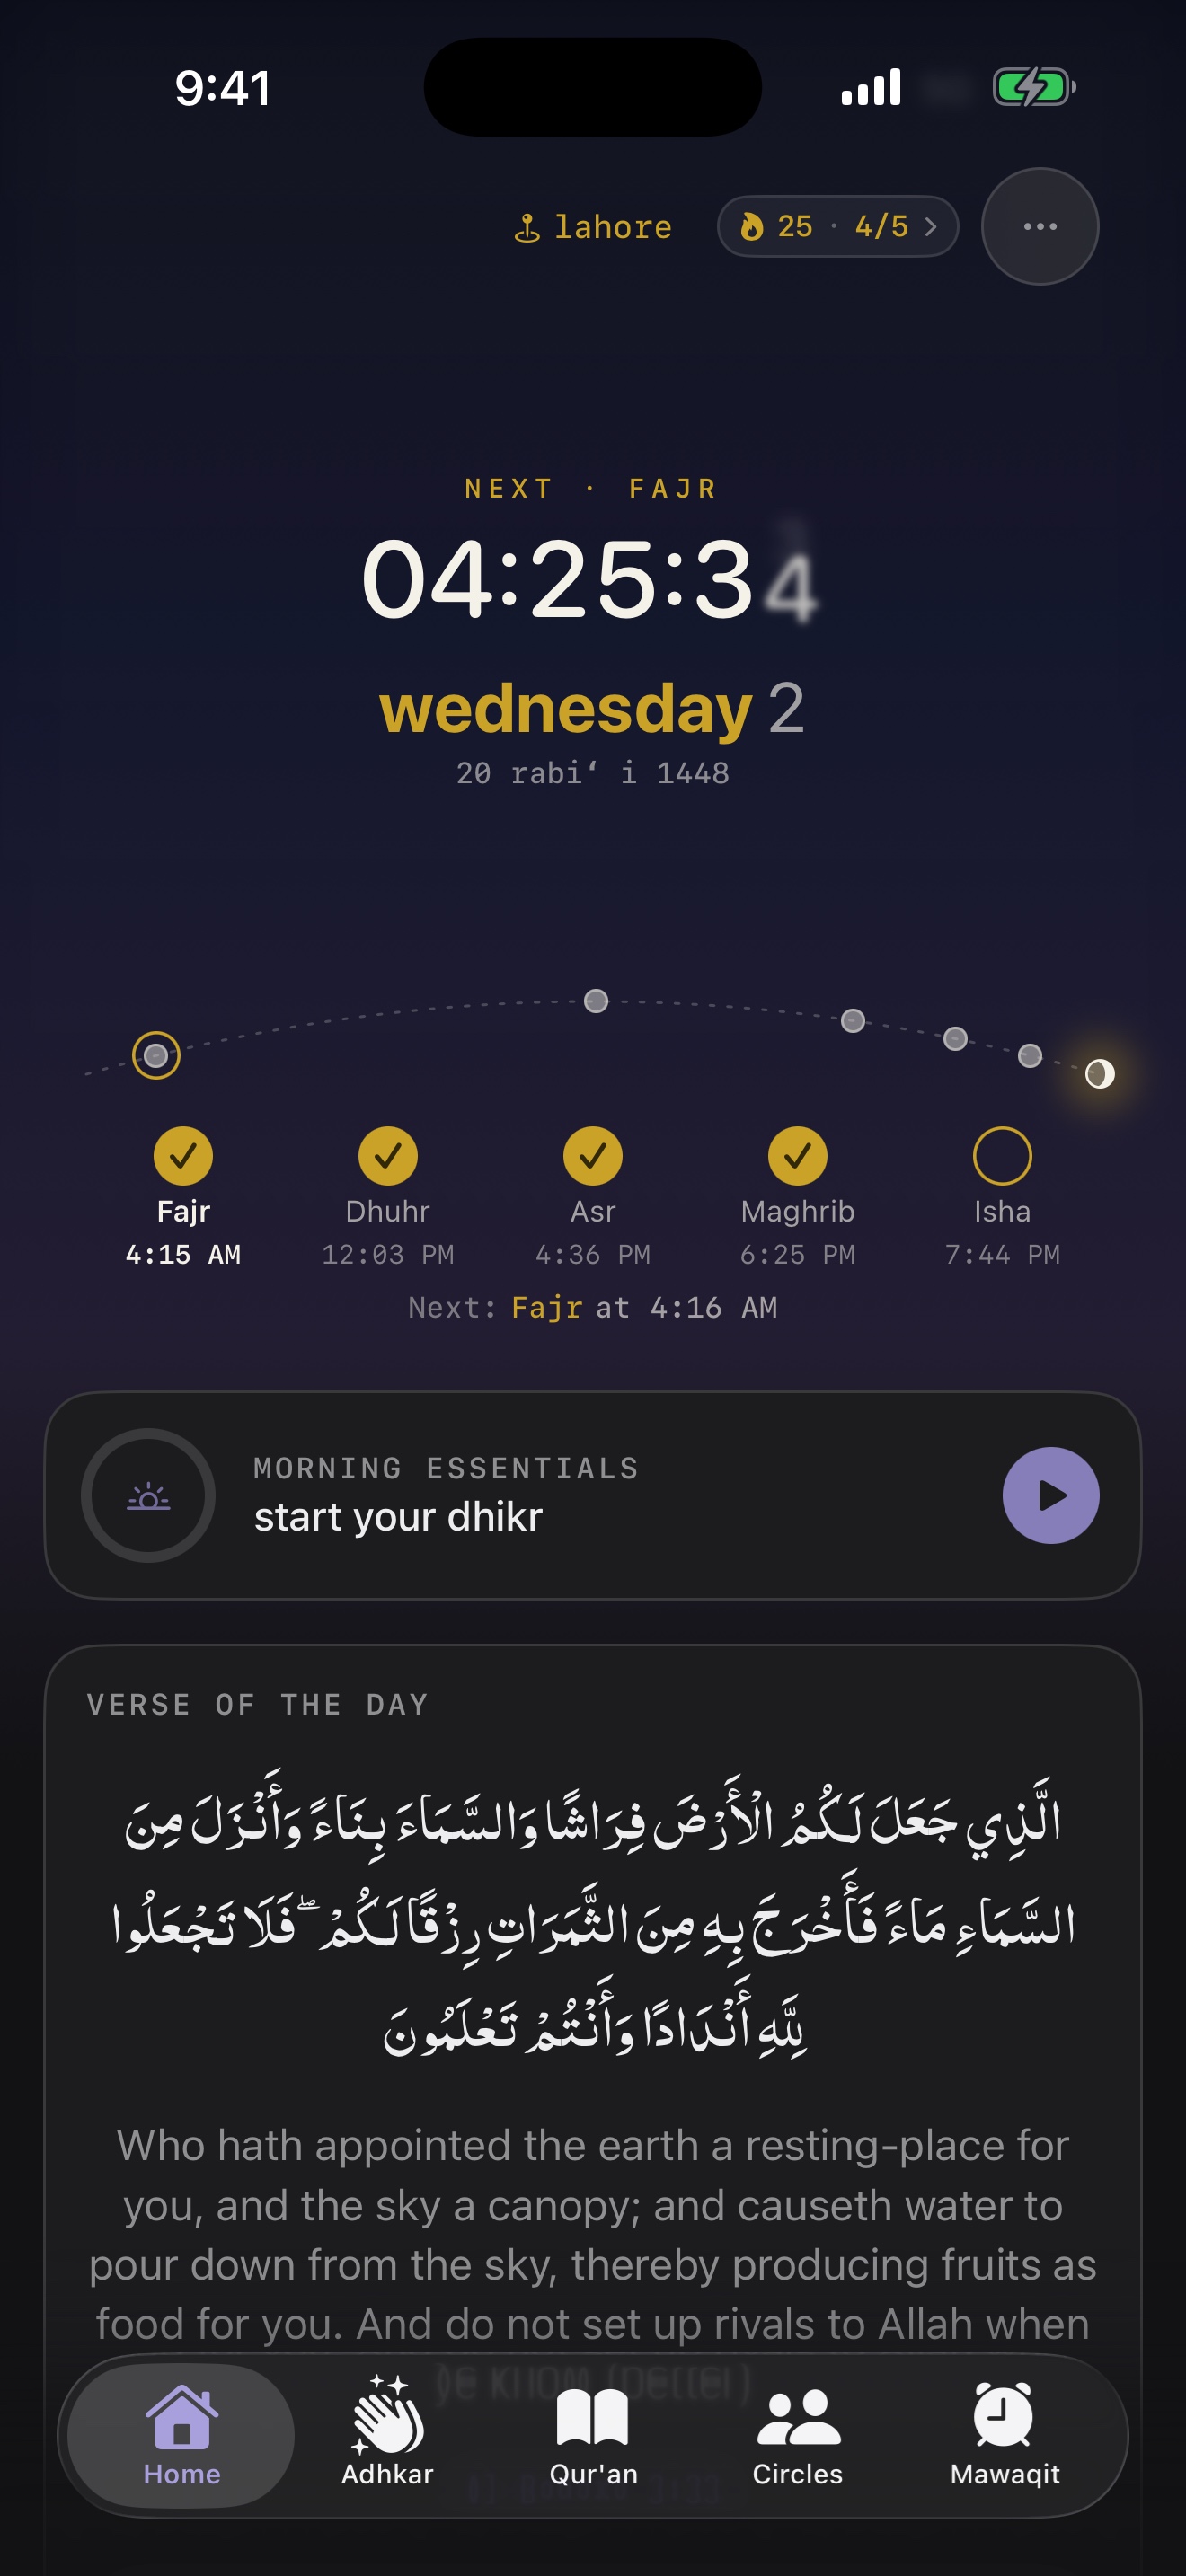 9:41
lahore
25 · 4/5
NEXT · FAJR
04:25:34
wednesday 2
20 rabiʻ i 1448
Fajr Dhuhr Asr Maghrib Isha
4:15 AM 12:03 PM 4:36 PM 6:25 PM 7:44 PM
Next: Fajr at 4:16 AM
MORNING ESSENTIALS
start your dhikr
VERSE OF THE DAY
الَّذِي جَعَلَ لَكُمُ الْأَرْضَ فِرَاشًا وَالسَّمَاءَ بِنَاءً وَأَنْزَلَ مِنَ
السَّمَاءِ مَاءً فَأَخْرَجَ بِهِ مِنَ الثَّمَرَاتِ رِزْقًا لَكُمْ ۖ فَلَا تَجْعَلُوا
لِلَّهِ أَنْدَادًا وَأَنْتُمْ تَعْلَمُونَ
Who hath appointed the earth a resting-place for
you, and the sky a canopy; and causeth water to
pour down from the sky, thereby producing fruits as
food for you. And do not set up rivals to Allah when
Home Adhkar Qur'an Circles Mawaqit